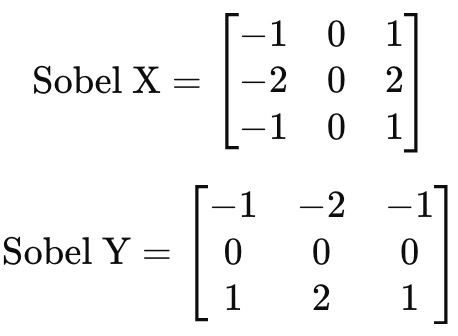 −1 0 1
Sobel X = −2 0 2
−1 0 1
−1 −2 −1
Sobel Y = 0 0 0
1 2 1